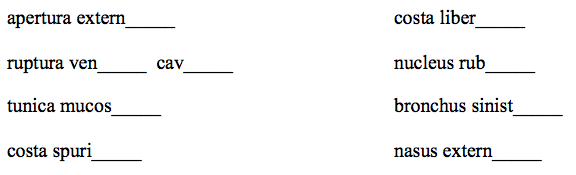 apertura extern_____ costa liber_____
ruptura ven_____ cav_____ nucleus rub_____
tunica mucos_____ bronchus sinist_____
costa spuri_____ nasus extern_____